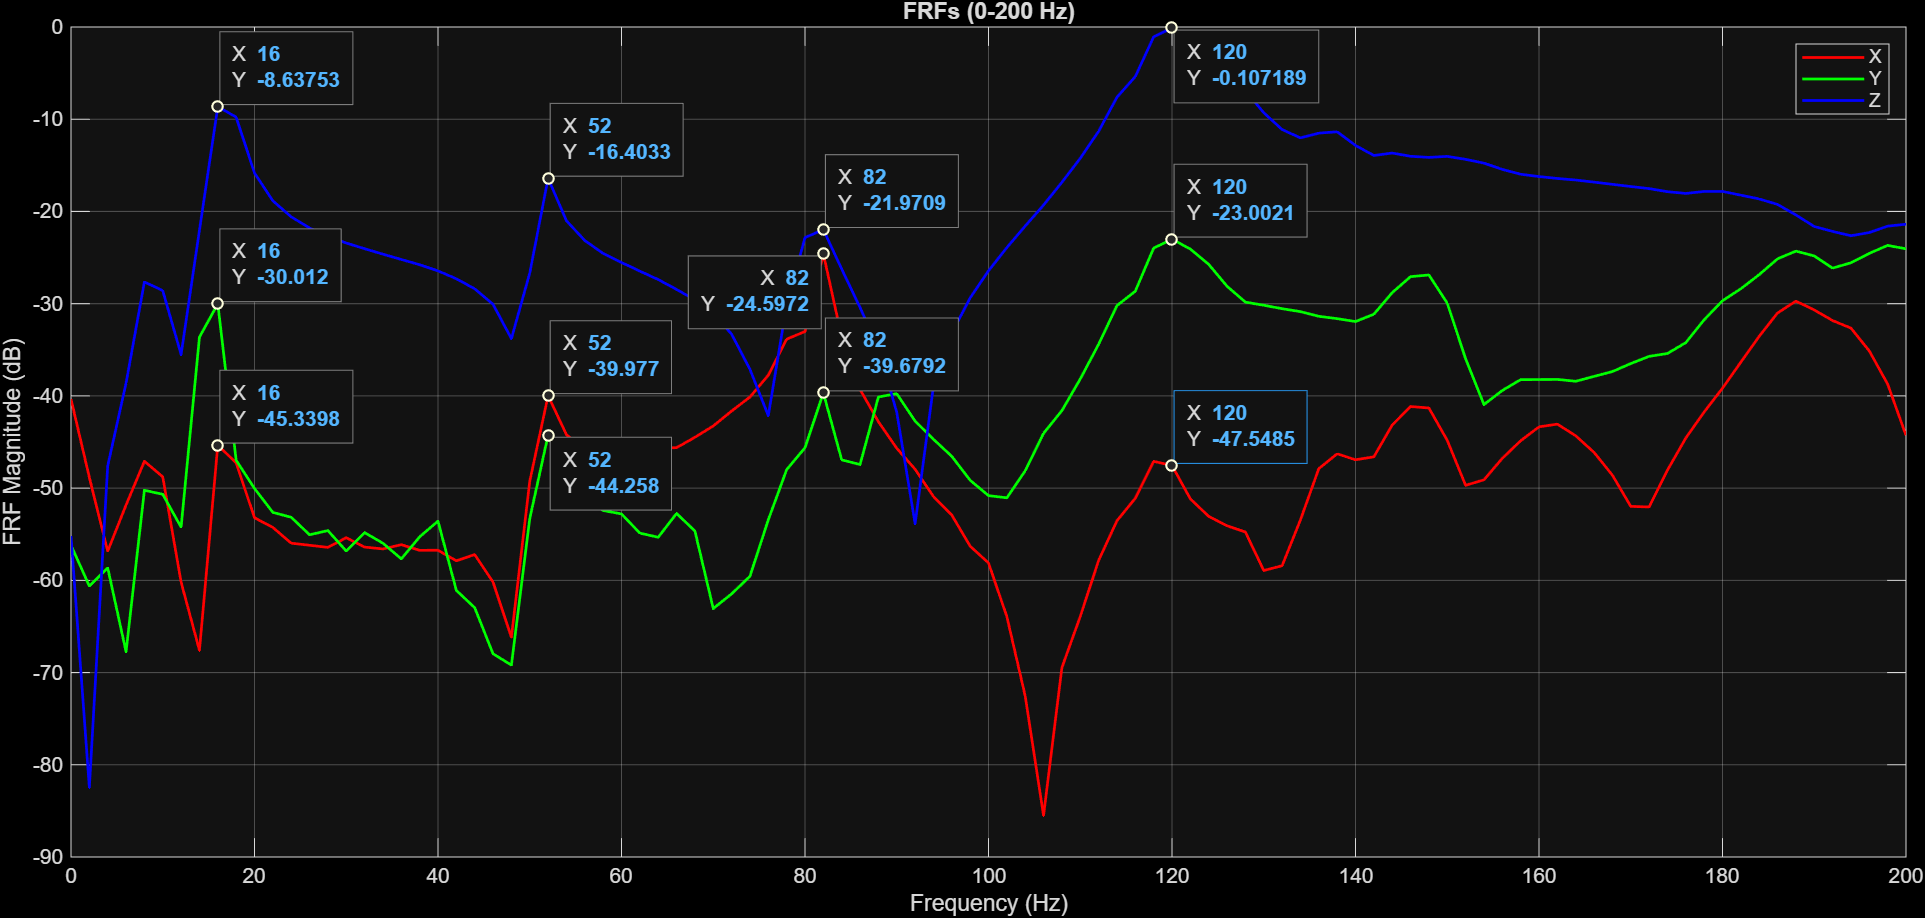 FRFs (0-200 Hz)
X 16
Y -8.63753
X 52
Y -16.4033
X 82
Y -21.9709
X 120
Y -0.107189
X
Y
Z
X 16
Y -30.012
X 82
Y -24.5972
X 120
Y -23.0021
X 16
Y -45.3398
X 52
Y -39.977
X 82
Y -39.6792
X 52
Y -44.258
X 120
Y -47.5485
0
-10
-20
-30
-40
-50
-60
-70
-80
-90
FRF Magnitude (dB)
0 20 40 60 80 100 120 140 160 180 200
Frequency (Hz)